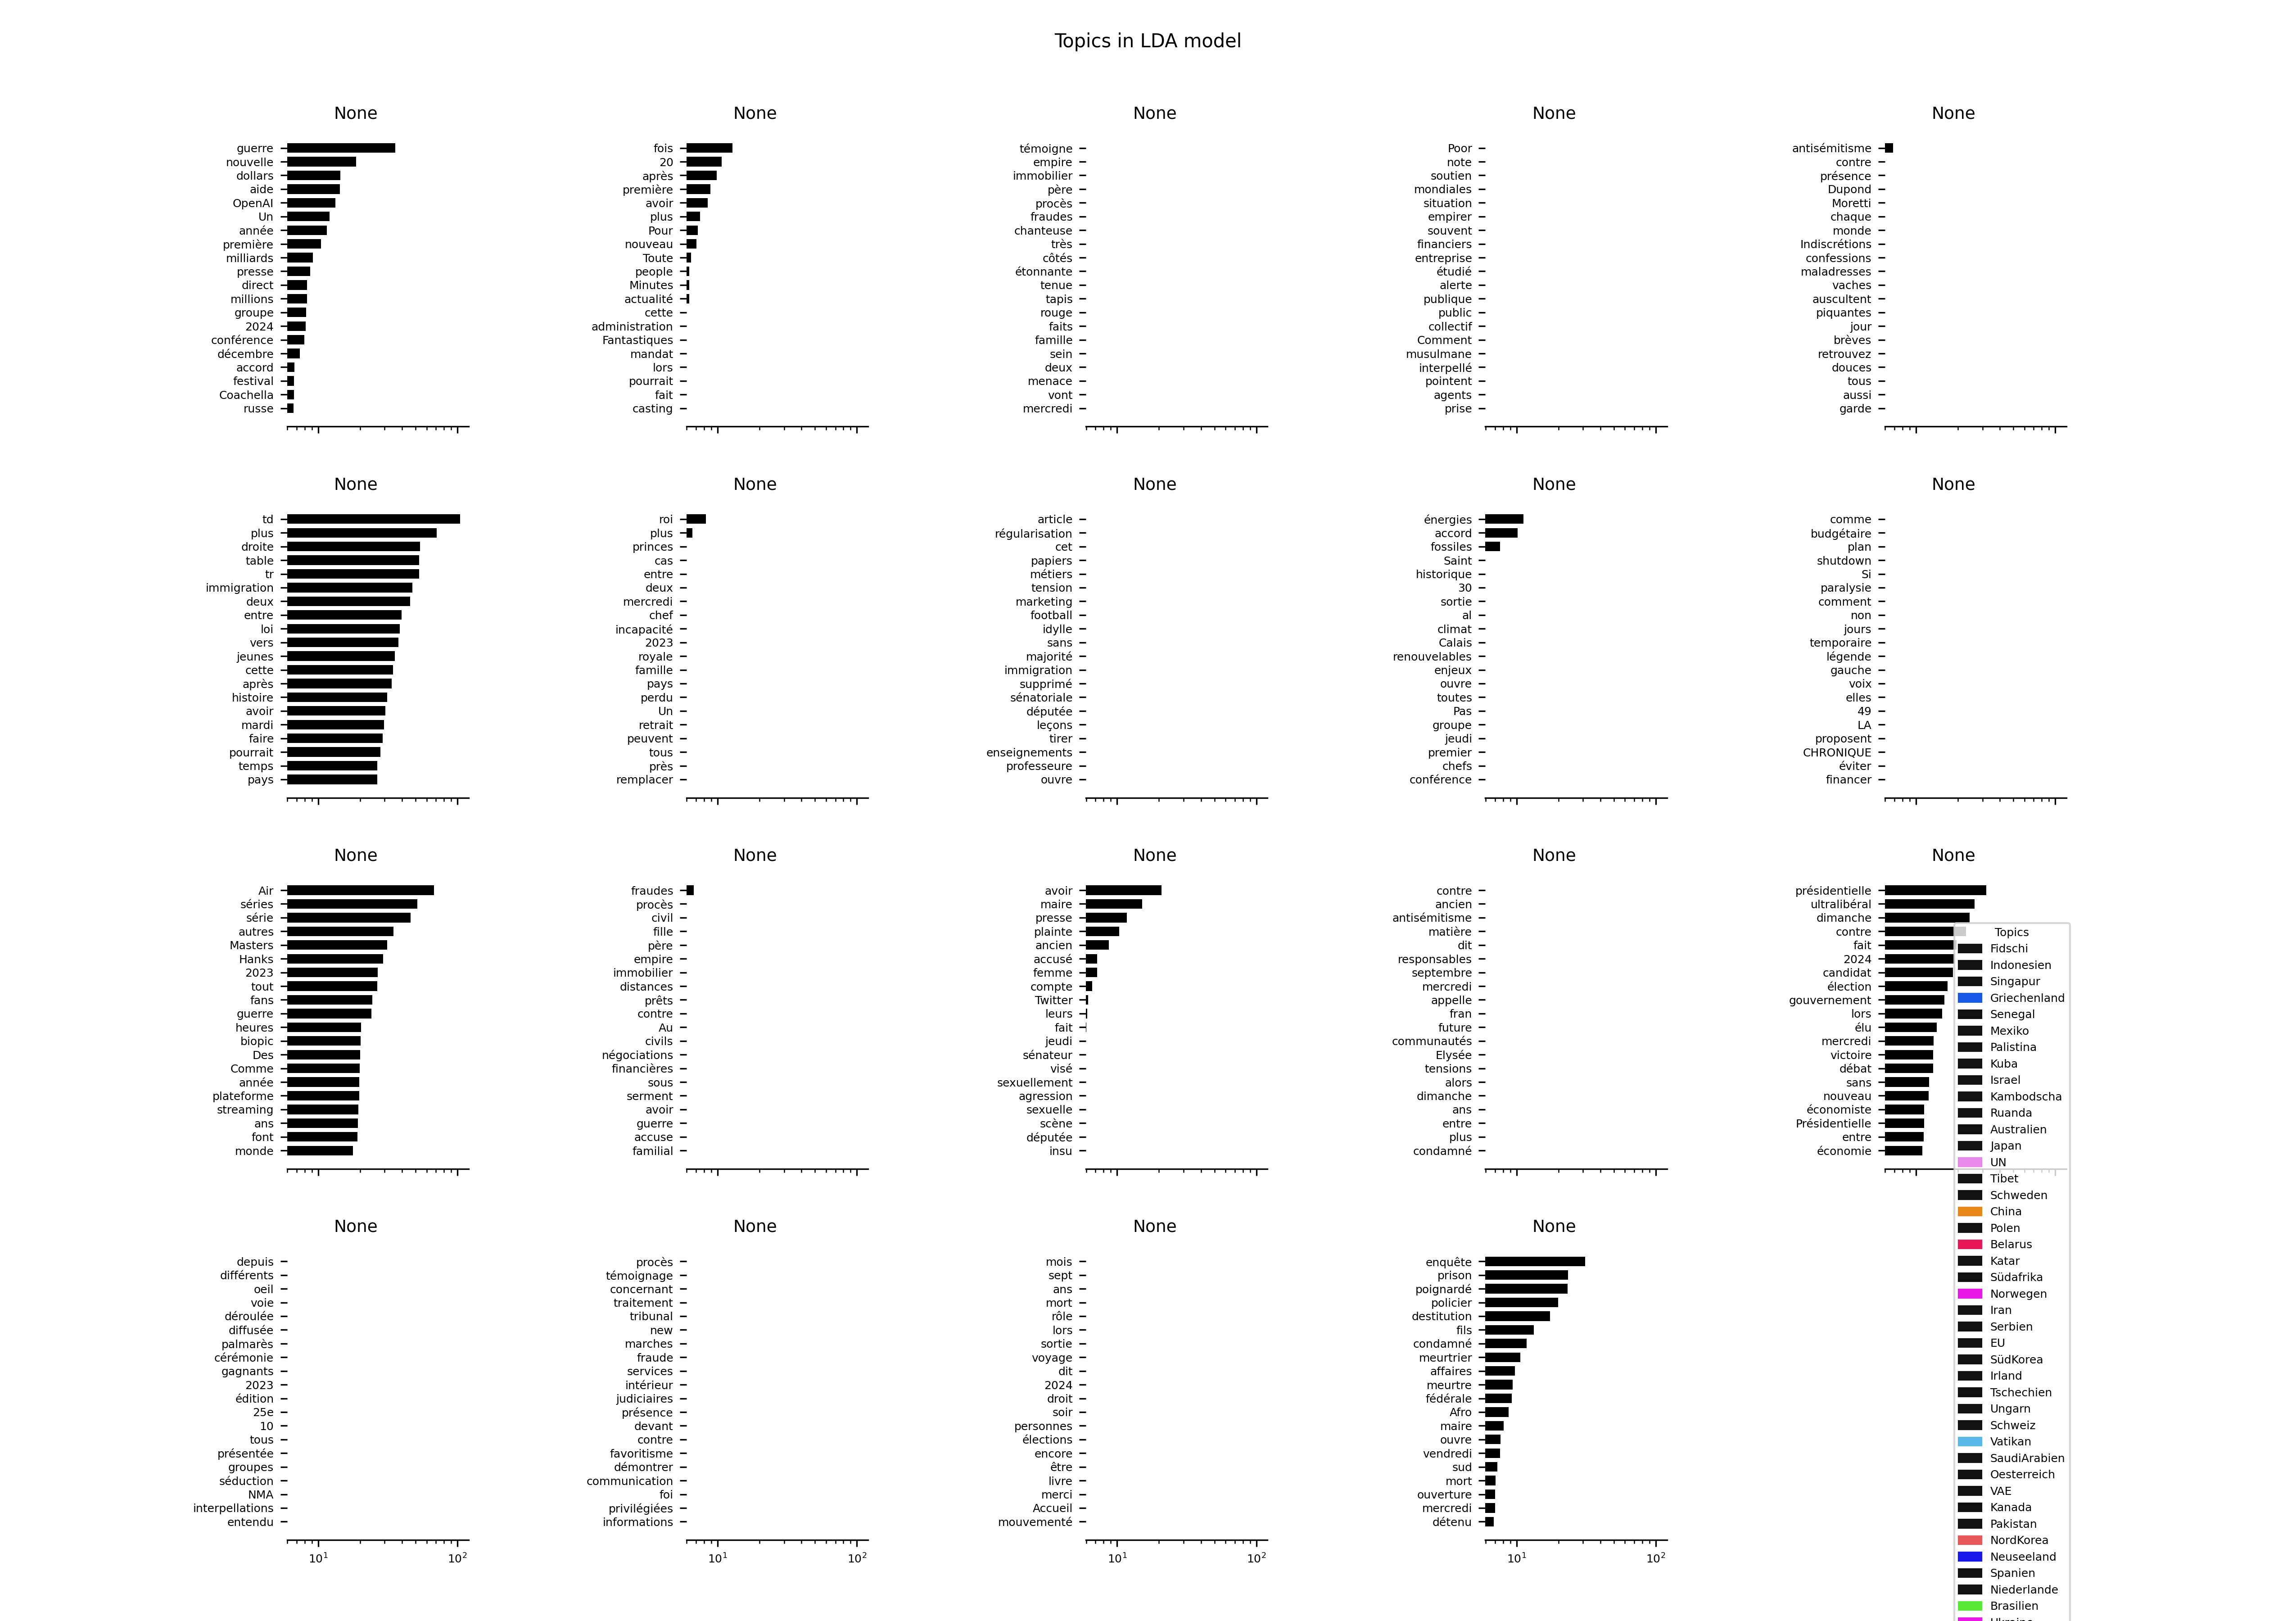 Topics in LDA model
None
guerre
nouvelle
dollars
aide
OpenAI
Un
année
première
milliards
presse
direct
millions
groupe
2024
conférence
décembre
accord
festival
Coachella
russe
None
fois
20
après
première
avoir
plus
Pour
nouveau
Toute
people
Minutes
actualité
cette
administration
Fantastiques
mandat
lors
pourrait
fait
casting
None
témoigne
empire
immobilier
père
procès
fraudes
chanteuse
très
côtés
étonnante
tenue
tapis
rouge
faits
famille
sein
deux
menace
vont
mercredi
None
Poor
note
soutien
mondiales
situation
empirer
souvent
financiers
entreprise
étudié
alerte
publique
public
collectif
Comment
musulmane
interpellé
pointent
agents
prise
None
antisémitisme
contre
présence
Dupond
Moretti
chaque
monde
Indiscrétions
confessions
maladresses
vaches
auscultent
piquantes
jour
brèves
retrouvez
douces
tous
aussi
garde
None
td
plus
droite
table
tr
immigration
deux
entre
loi
vers
jeunes
cette
après
histoire
avoir
mardi
faire
pourrait
temps
pays
None
roi
plus
princes
cas
entre
deux
mercredi
chef
incapacité
2023
royale
famille
pays
perdu
Un
retrait
peuvent
tous
près
remplacer
None
article
régularisation
cet
papiers
métiers
tension
marketing
football
idylle
sans
majorité
immigration
supprimé
sénatoriale
députée
leçons
tirer
enseignements
professeure
ouvre
None
énergies
accord
fossiles
Saint
historique
30
sortie
al
climat
Calais
renouvelables
enjeux
ouvre
toutes
Pas
groupe
jeudi
premier
chefs
conférence
None
comme
budgétaire
plan
shutdown
Si
paralysie
comment
non
jours
temporaire
légende
gauche
voix
elles
49
LA
proposent
CHRONIQUE
éviter
financer
None
Air
séries
série
autres
Masters
Hanks
2023
tout
fans
guerre
heures
biopic
Des
Comme
année
plateforme
streaming
ans
font
monde
None
fraudes
procès
civil
fille
père
empire
immobilier
distances
prêts
contre
Au
civils
négociations
financières
sous
serment
avoir
guerre
accuse
familial
None
avoir
maire
presse
plainte
ancien
accusé
femme
compte
Twitter
leurs
fait
jeudi
sénateur
visé
sexuellement
agression
sexuelle
scène
députée
insu
None
contre
ancien
antisémitisme
matière
dit
responsables
septembre
mercredi
appelle
fran
future
communautés
Elysée
tensions
alors
dimanche
ans
entre
plus
condamné
None
présidentielle
ultralibéral
dimanche
contre
fait
2024
candidat
élection
gouvernement
lors
élu
mercredi
victoire
débat
sans
nouveau
économiste
Présidentielle
entre
économie
None
depuis
différents
oeil
voie
déroulée
diffusée
palmarès
cérémonie
gagnants
2023
édition
25e
10
tous
présentée
groupes
séduction
NMA
interpellations
entendu
10¹ 10²
None
procès
témoignage
concernant
traitement
tribunal
new
marches
fraude
services
intérieur
judiciaires
présence
devant
contre
favoritisme
démontrer
communication
foi
privilégiées
informations
10¹ 10²
None
mois
sept
ans
mort
rôle
lors
sortie
voyage
dit
2024
droit
soir
personnes
élections
encore
être
livre
merci
Accueil
mouvementé
10¹ 10²
None
enquête
prison
poignardé
policier
destitution
fils
condamné
meurtrier
affaires
meurtre
fédérale
Afro
maire
ouvre
vendredi
sud
mort
ouverture
mercredi
détenu
10¹ 10²
Topics
Fidschi
Indonesien
Singapur
Griechenland
Senegal
Mexiko
Palistina
Kuba
Israel
Kambodscha
Ruanda
Australien
Japan
UN
Tibet
Schweden
China
Polen
Belarus
Katar
Südafrika
Norwegen
Iran
Serbien
EU
SüdKorea
Irland
Tschechien
Ungarn
Schweiz
Vatikan
SaudiArabien
Oesterreich
VAE
Kanada
Pakistan
NordKorea
Neuseeland
Spanien
Niederlande
Brasilien